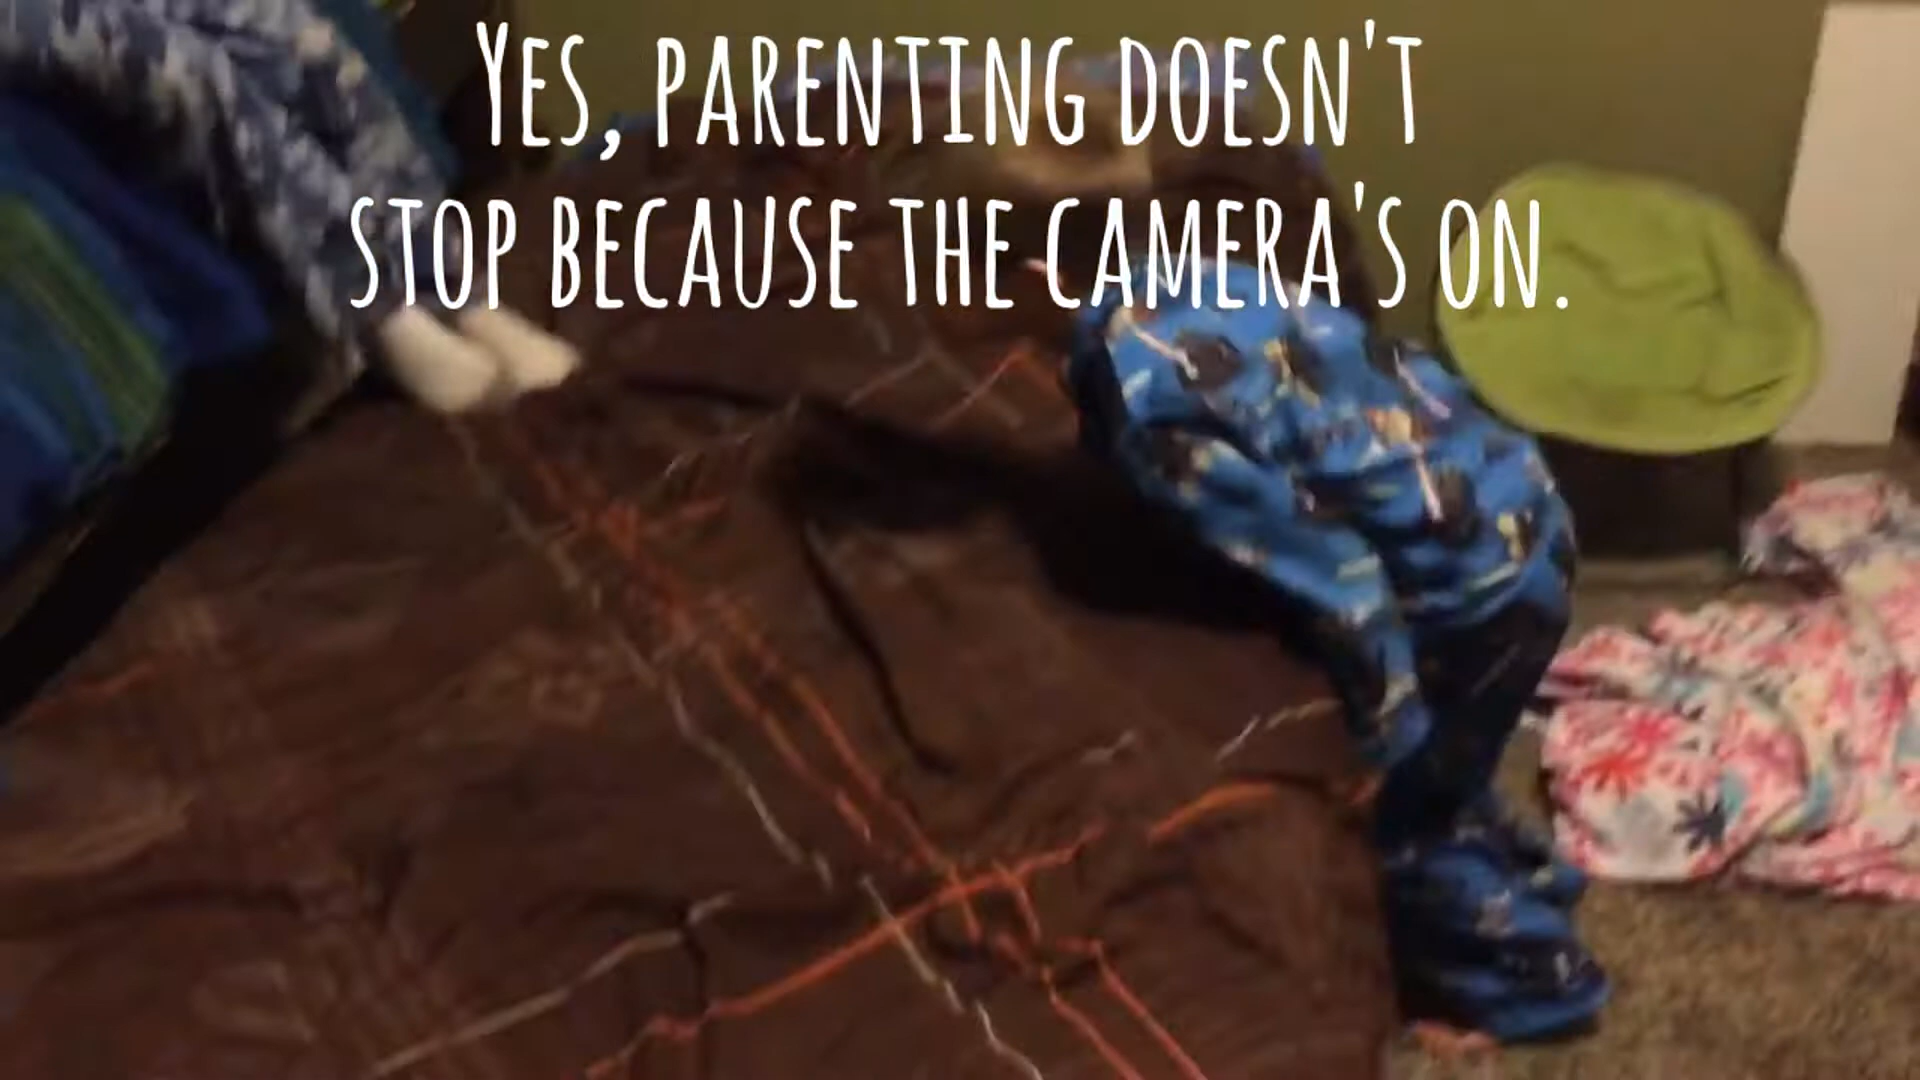 Yes, parenting doesn't
stop because the camera's on.